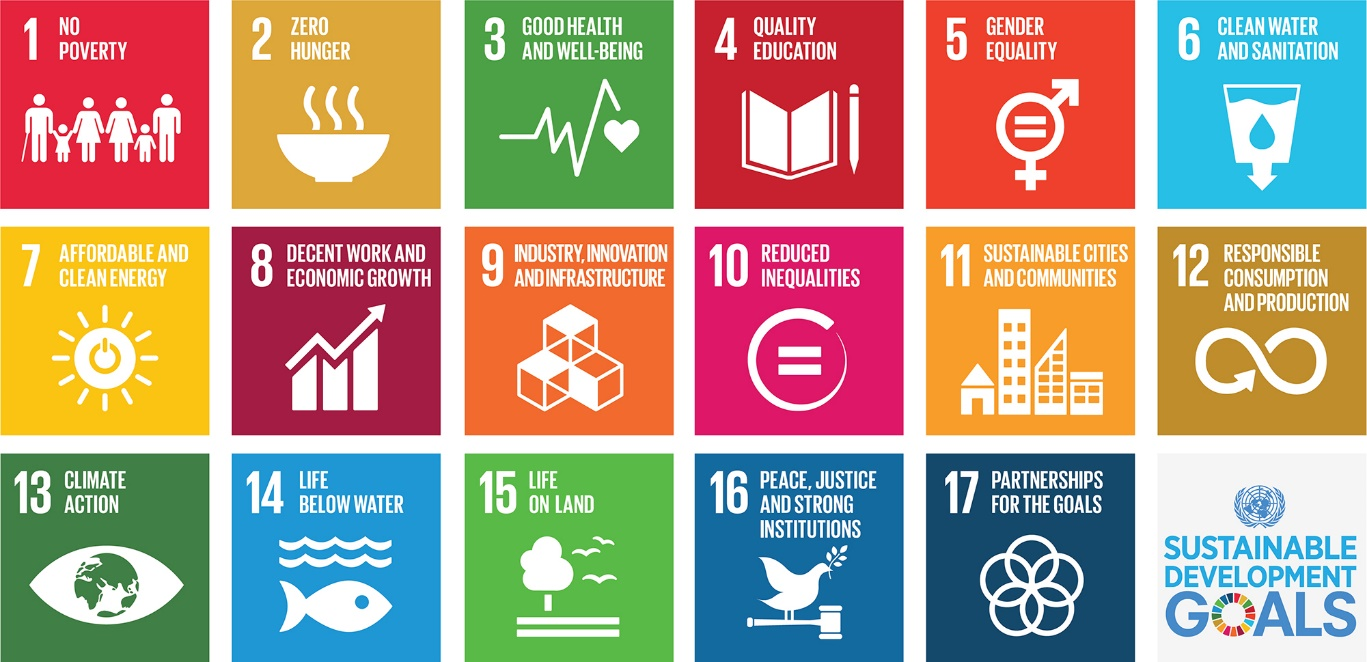 1 NO
POVERTY
2 ZERO
HUNGER
3 GOOD HEALTH
AND WELL-BEING
4 QUALITY
EDUCATION
5 GENDER
EQUALITY
6 CLEAN WATER
AND SANITATION
7 AFFORDABLE AND
CLEAN ENERGY
8 DECENT WORK AND
ECONOMIC GROWTH
9 INDUSTRY, INNOVATION
AND INFRASTRUCTURE
10 REDUCED
INEQUALITIES
11 SUSTAINABLE CITIES
AND COMMUNITIES
12 RESPONSIBLE
CONSUMPTION
AND PRODUCTION
13 CLIMATE
ACTION
14 LIFE
BELOW WATER
15 LIFE
ON LAND
16 PEACE, JUSTICE
AND STRONG
INSTITUTIONS
17 PARTNERSHIPS
FOR THE GOALS
SUSTAINABLE
DEVELOPMENT
GOALS